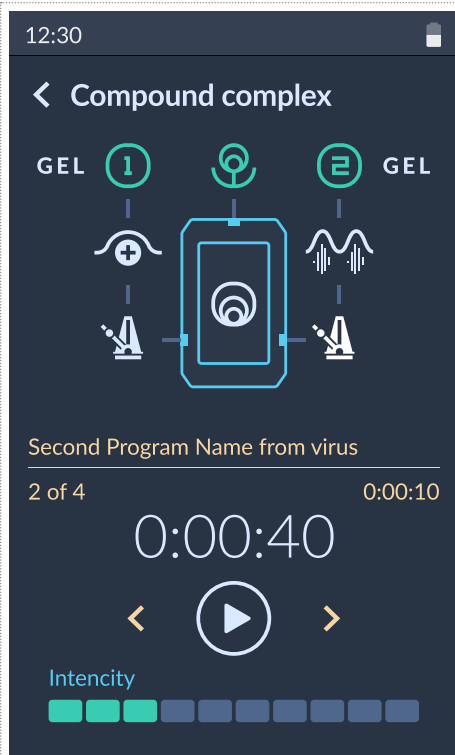 12:30
Compound complex
GEL 1 2 GEL
Second Program Name from virus
2 of 4 0:00:10
0:00:40
Intencity